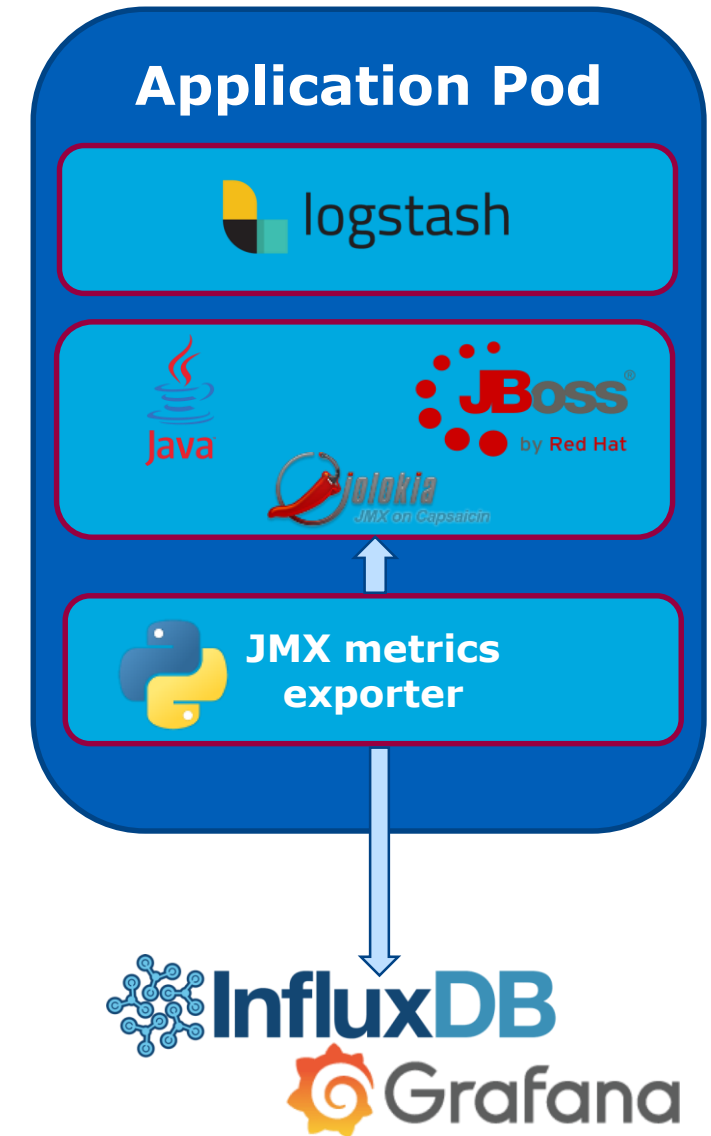 Application Pod
logstash
Java
JBoss®
by Red Hat
jolokia
JMX on Capsaicin
JMX metrics
exporter
InfluxDB
Grafana